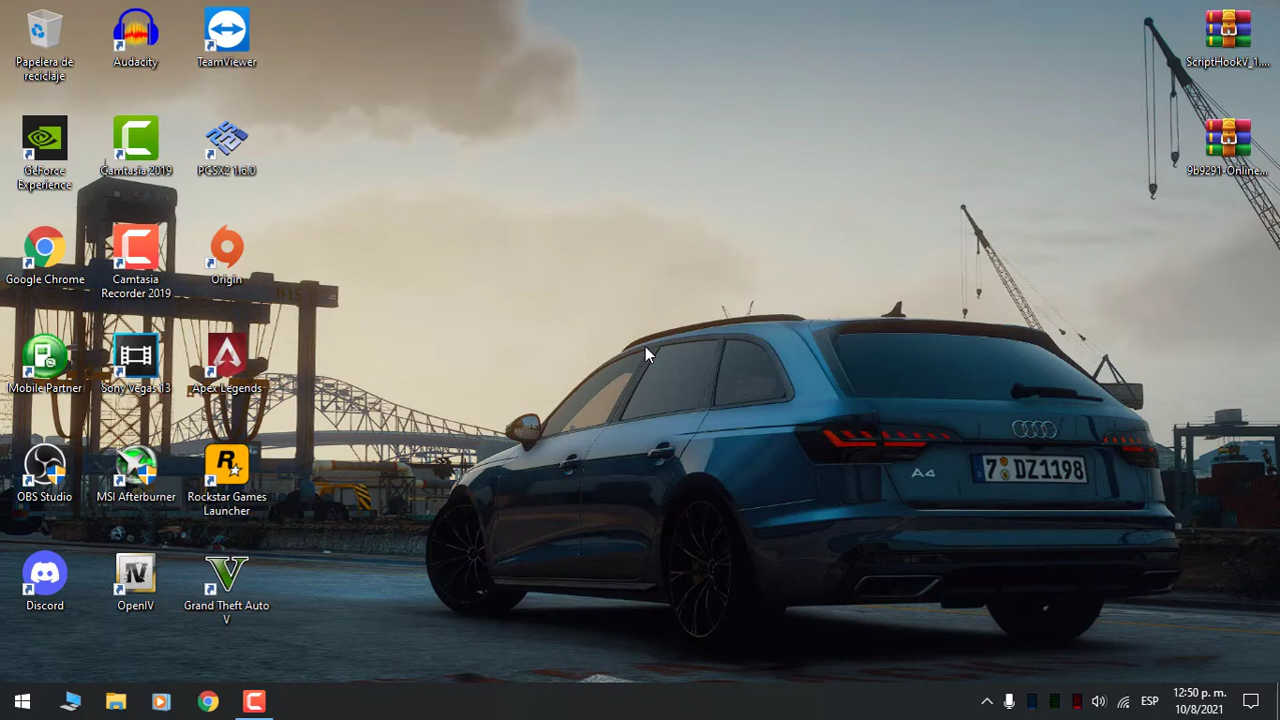 Papelera de
reciclaje
Audacity
TeamViewer
ScriptHookV_1....
GeForce
Experience
Camtasia 2019
PCSX2 1.6.0
9b9291-Online...
Google Chrome
Camtasia
Recorder 2019
Origin
Mobile Partner
Sony Vegas 13
Apex Legends
OBS Studio
MSI Afterburner
Rockstar Games
Launcher
Discord
OpenIV
Grand Theft Auto
V
A4
7 DZ1198
ESP
12:50 p. m.
10/8/2021